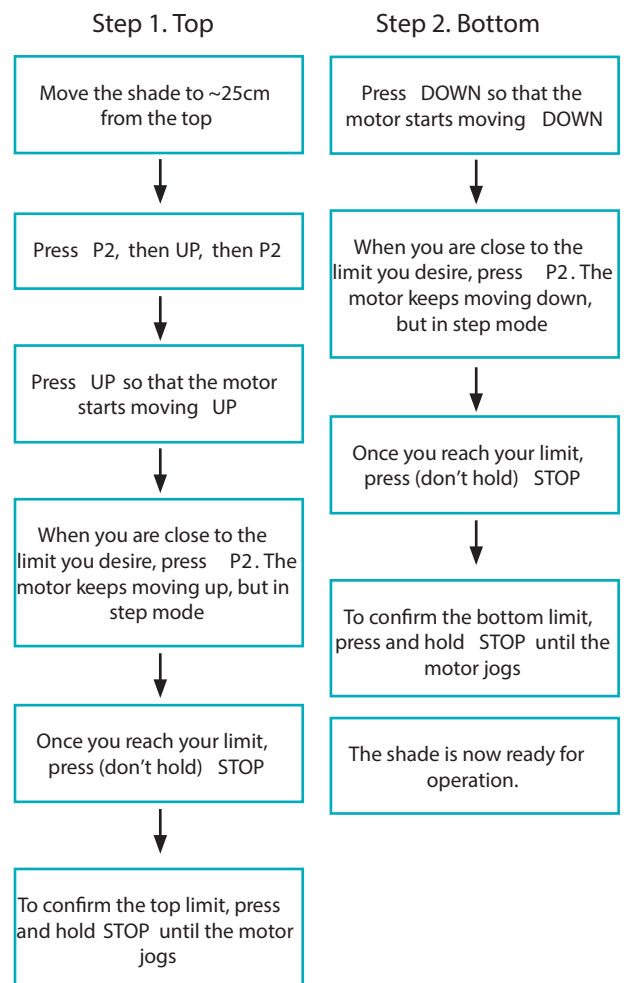 Step 1. Top
Move the shade to ~25cm
from the top
Press P2, then UP, then P2
Press UP so that the motor
starts moving UP
When you are close to the
limit you desire, press P2. The
motor keeps moving up, but in
step mode
Once you reach your limit,
press (don't hold) STOP
To confirm the top limit, press
and hold STOP until the motor
jogs
Step 2. Bottom
Press DOWN so that the
motor starts moving DOWN
When you are close to the
limit you desire, press P2. The
motor keeps moving down,
but in step mode
Once you reach your limit,
press (don't hold) STOP
To confirm the bottom limit,
press and hold STOP until the
motor jogs
The shade is now ready for
operation.